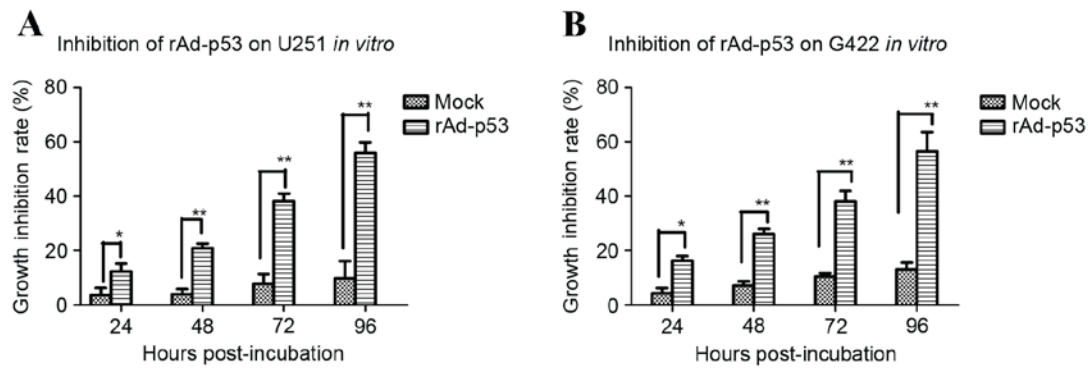 A
Inhibition of rAd-p53 on U251 in vitro
Growth inhibition rate (%)
80
60
40
20
0
*
**
**
**
Mock
rAd-p53
24 48 72 96
Hours post-incubation
B
Inhibition of rAd-p53 on G422 in vitro
Growth inhibition rate (%)
80
60
40
20
0
*
**
**
**
Mock
rAd-p53
24 48 72 96
Hours post-incubation